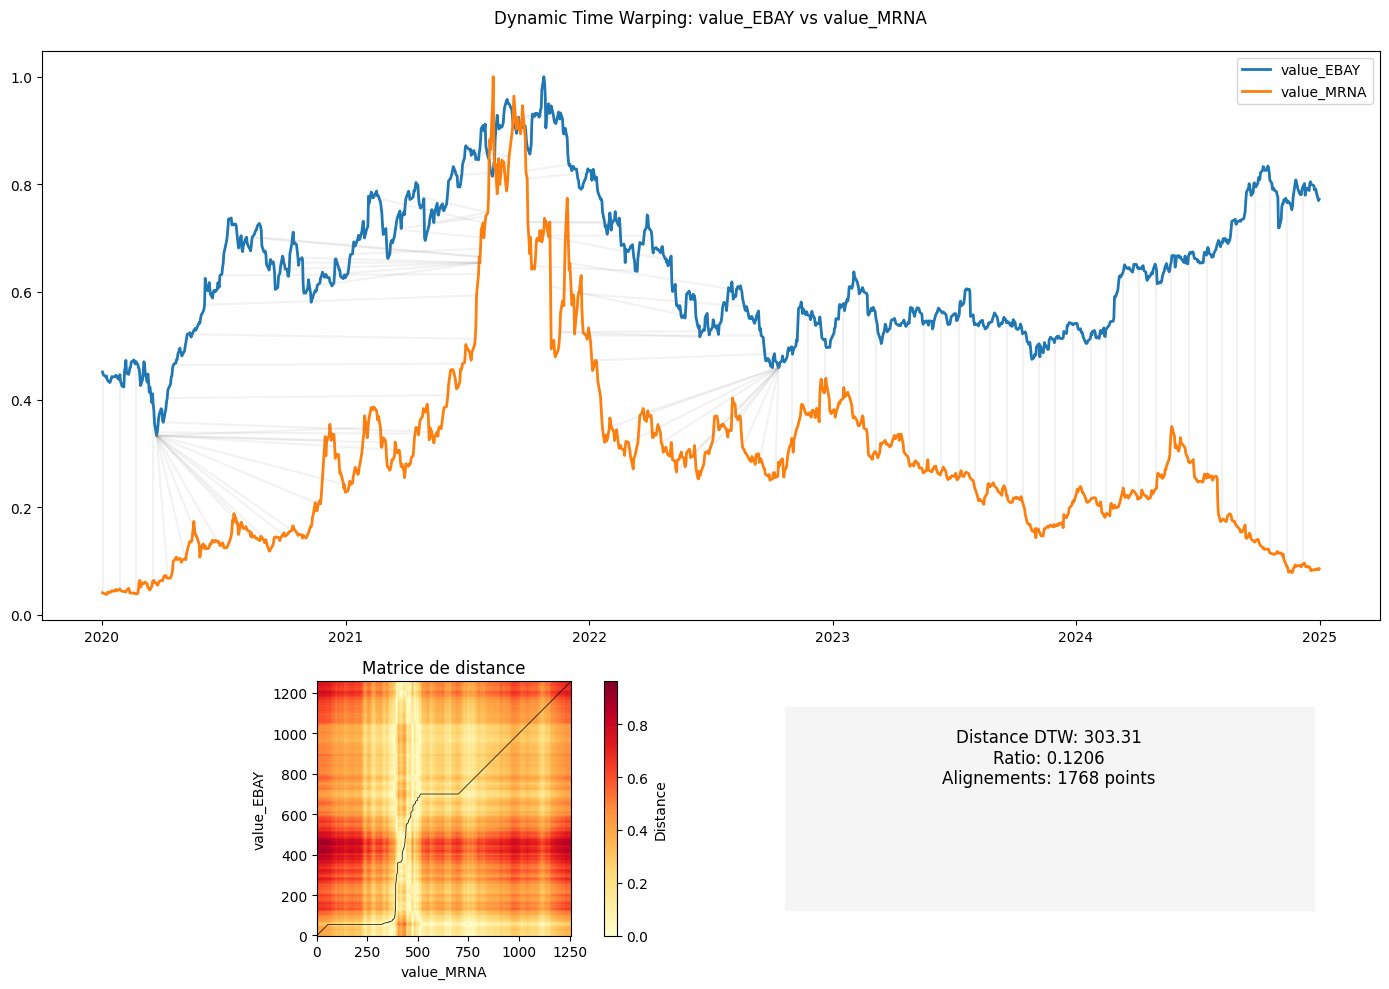 Dynamic Time Warping: value_EBAY vs value_MRNA
value_EBAY
value_MRNA
1.0
0.8
0.6
0.4
0.2
0.0
2020 2021 2022 2023 2024 2025
Matrice de distance
1200
1000
800
600
400
200
0
value_EBAY
0 250 500 750 1000 1250
value_MRNA
0.8
0.6
0.4
0.2
0.0
Distance
Distance DTW: 303.31
Ratio: 0.1206
Alignements: 1768 points